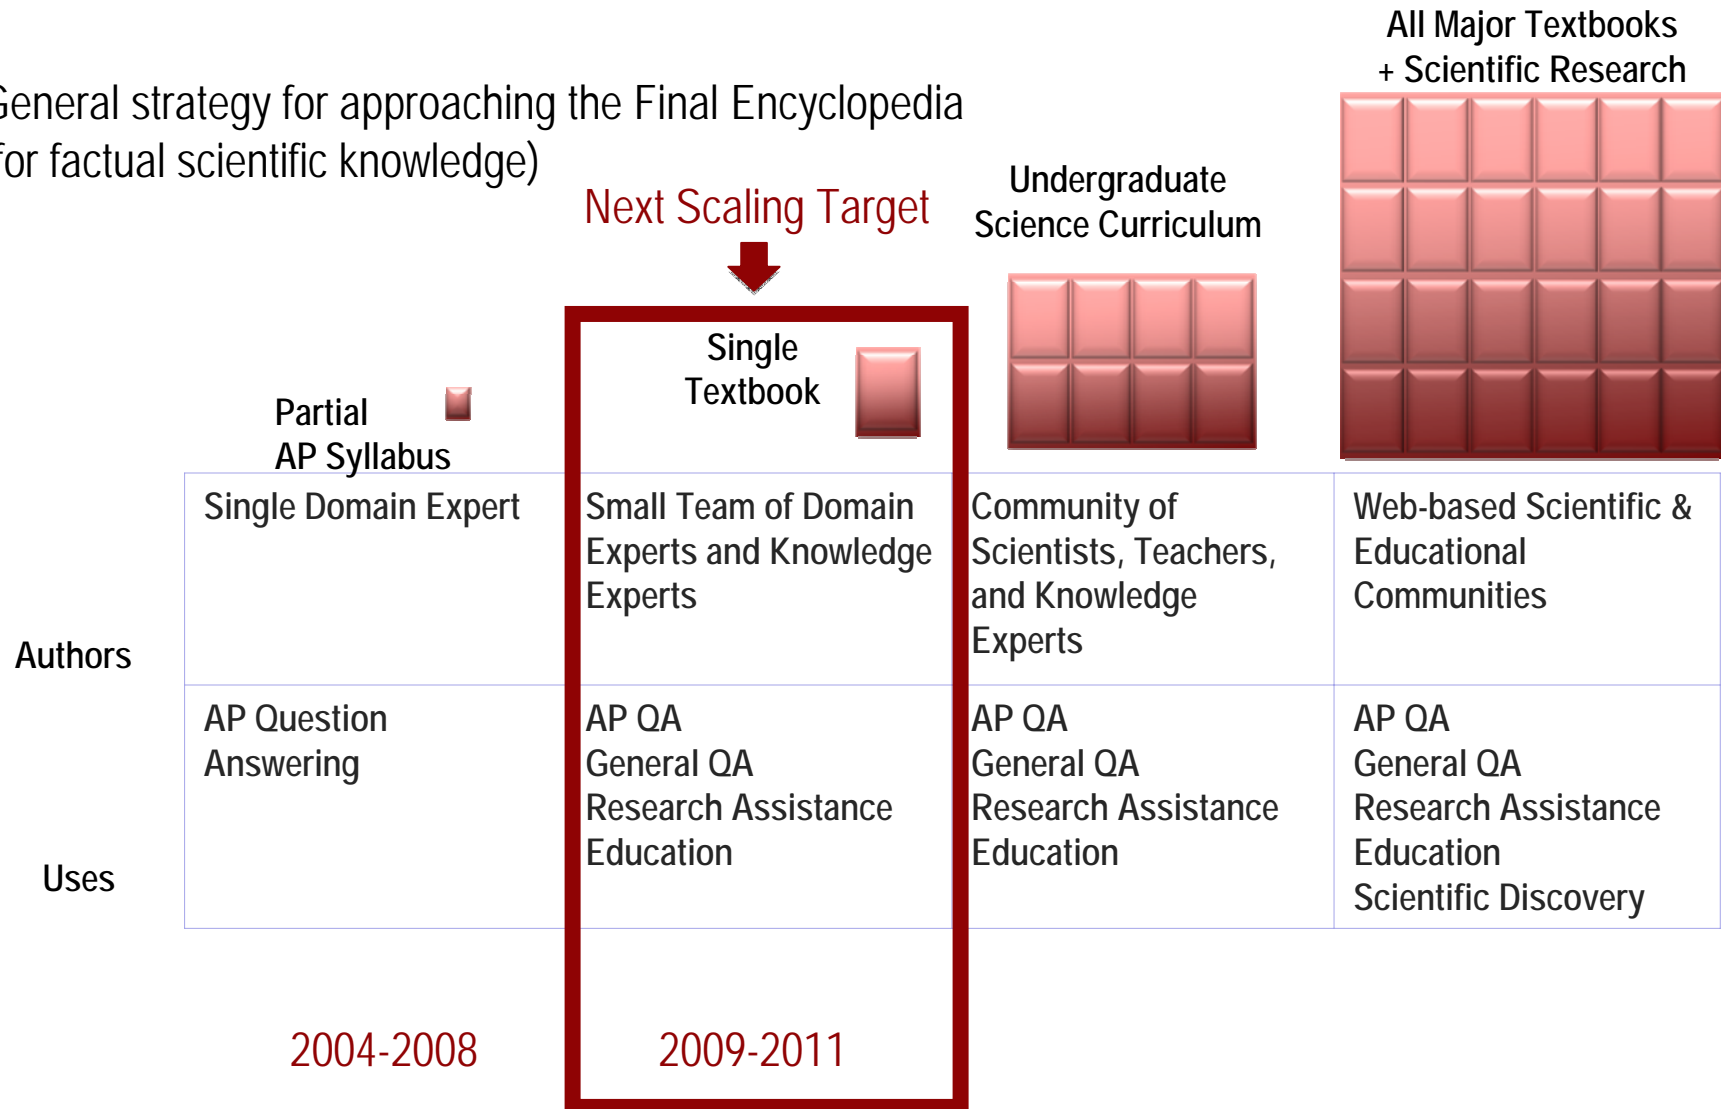 All Major Textbooks
+ Scientific Research
General strategy for approaching the Final Encyclopedia
for factual scientific knowledge)
Undergraduate
Science Curriculum
Next Scaling Target
Single
Textbook
Partial
AP Syllabus
Authors
Single Domain Expert
Small Team of Domain
Experts and Knowledge
Experts
Community of
Scientists, Teachers,
and Knowledge
Experts
Web-based Scientific &
Educational
Communities
Uses
AP Question
Answering
AP QA
General QA
Research Assistance
Education
AP QA
General QA
Research Assistance
Education
AP QA
General QA
Research Assistance
Education
Scientific Discovery
2004-2008
2009-2011